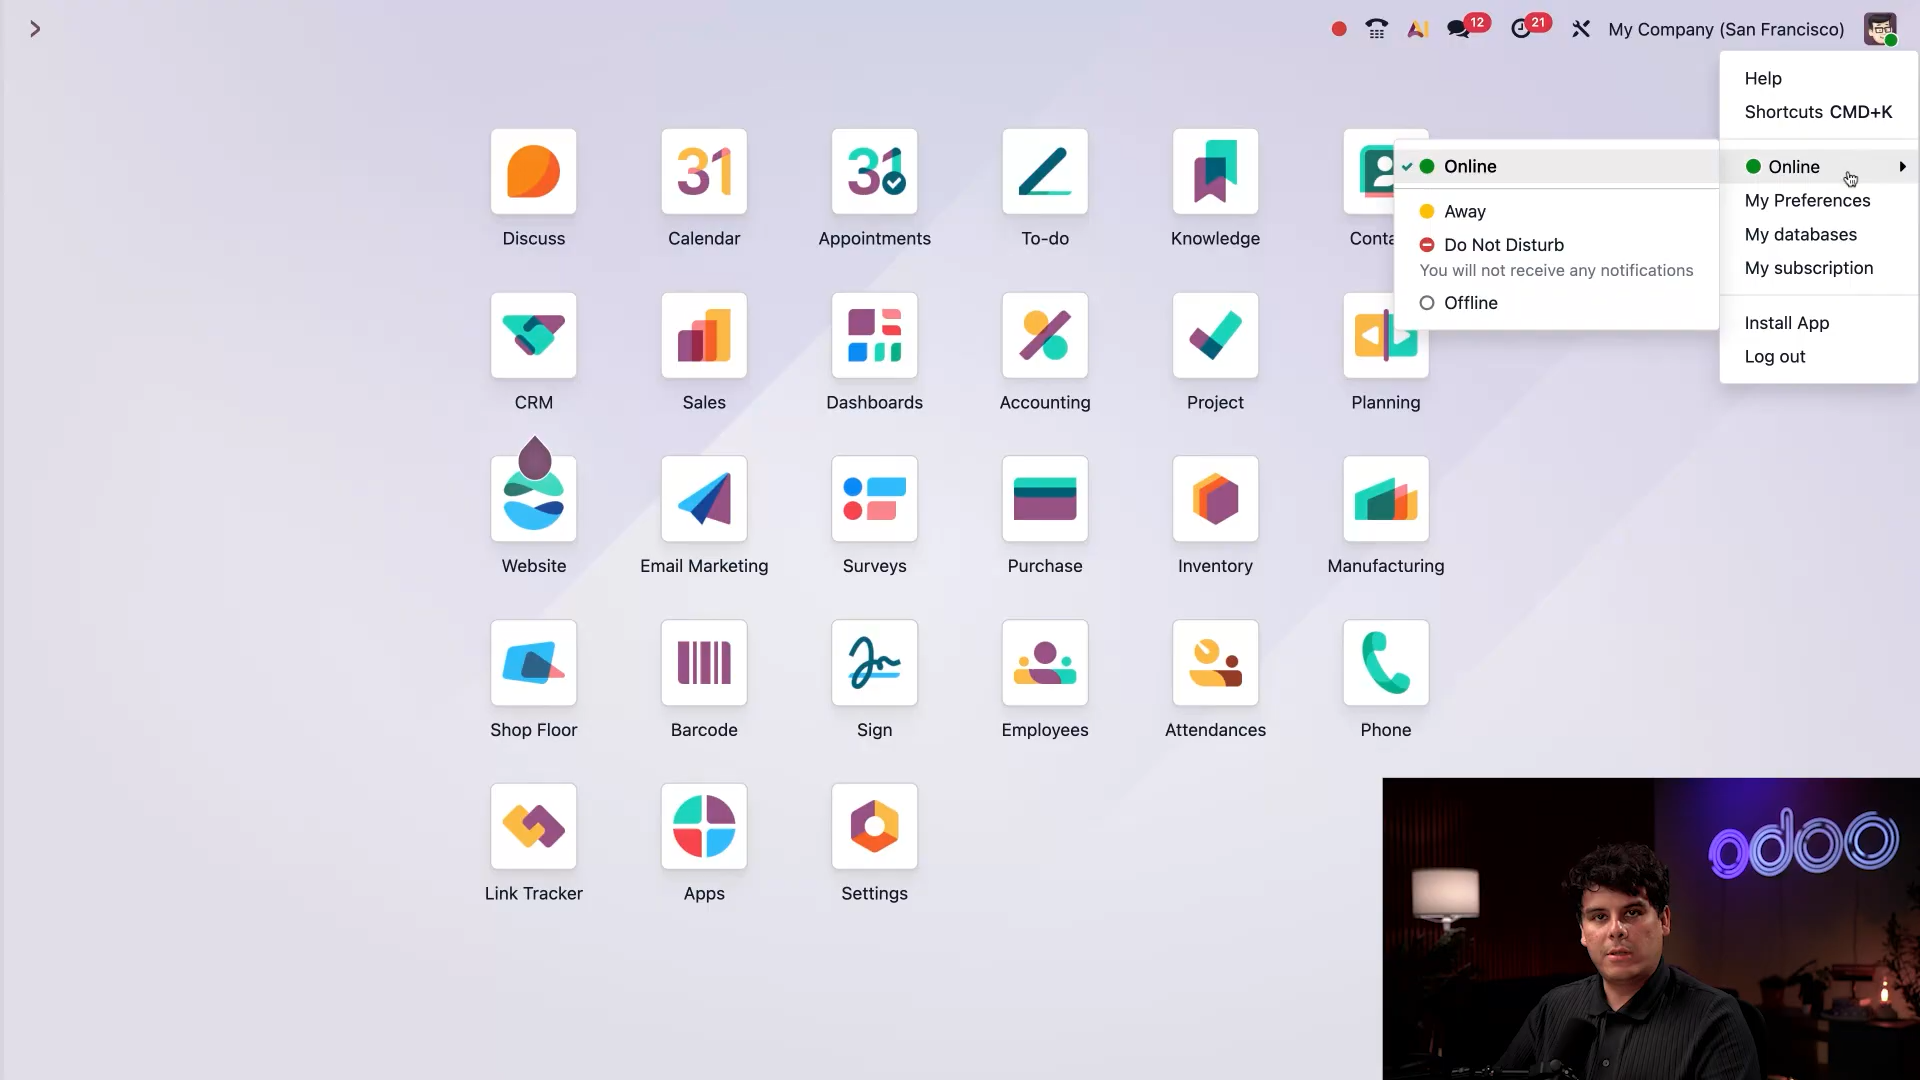 12
21
My Company (San Francisco)
Help
Shortcuts CMD+K
Online
My Preferences
My databases
My subscription
Install App
Log out
Online
Away
Do Not Disturb
You will not receive any notifications
Offline
31
31
Discuss
Calendar
Appointments
To-do
Knowledge
Conta
CRM
Sales
Dashboards
Accounting
Project
Planning
Website
Email Marketing
Surveys
Purchase
Inventory
Manufacturing
Shop Floor
Barcode
Sign
Employees
Attendances
Phone
Link Tracker
Apps
Settings
odoo